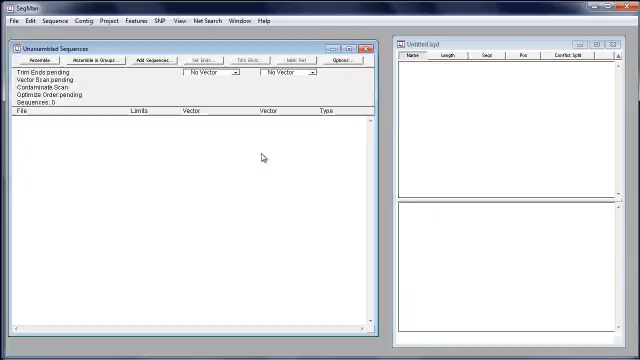 SeqMan
File Edit Sequence Contig Project Features SNP View Net Search Window Help
Unassembled Sequences
Assemble Assemble in Groups... Add Sequences... Set Ends... Trim Ends... Mark Rpt Options...
Trim Ends:pending No Vector No Vector
Vector Scan:pending
Contaminate Scan:
Optimize Order:pending
Sequences: 0
File Limits Vector Vector Type:
Untitled.sqd
Name Length Seqs Pos Conflict Split